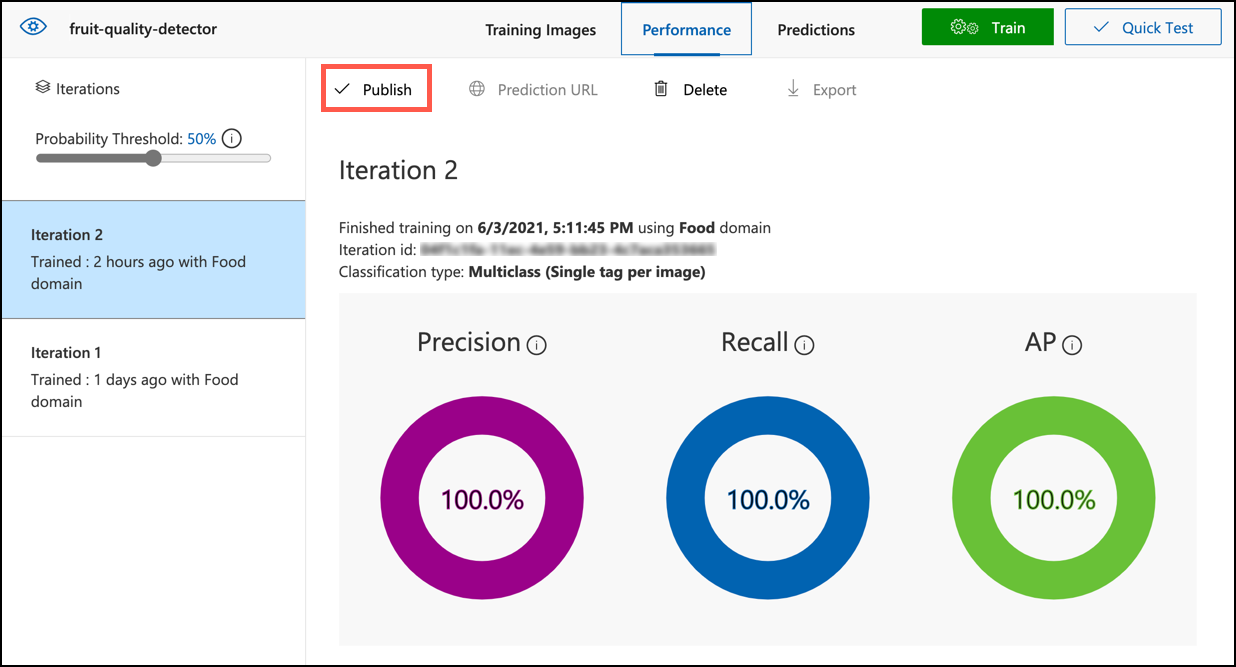 fruit-quality-detector
Training Images
Performance
Predictions
Train
Quick Test
Iterations
Probability Threshold: 50%
Iteration 2
Trained : 2 hours ago with Food
domain
Iteration 1
Trained : 1 days ago with Food
domain
Publish
Prediction URL
Delete
Export
Iteration 2
Finished training on 6/3/2021, 5:11:45 PM using Food domain
Iteration id:
Classification type: Multiclass (Single tag per image)
Precision
Recall
AP
100.0%
100.0%
100.0%